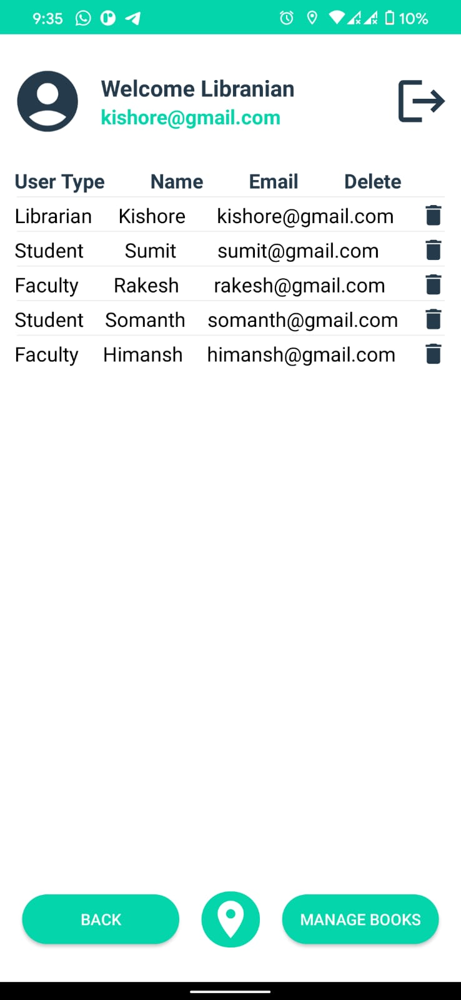 9:35 10%
Welcome Libranian
kishore@gmail.com
User Type Name Email Delete
Librarian Kishore kishore@gmail.com
Student Sumit sumit@gmail.com
Faculty Rakesh rakesh@gmail.com
Student Somanth somanth@gmail.com
Faculty Himansh himansh@gmail.com
BACK MANAGE BOOKS